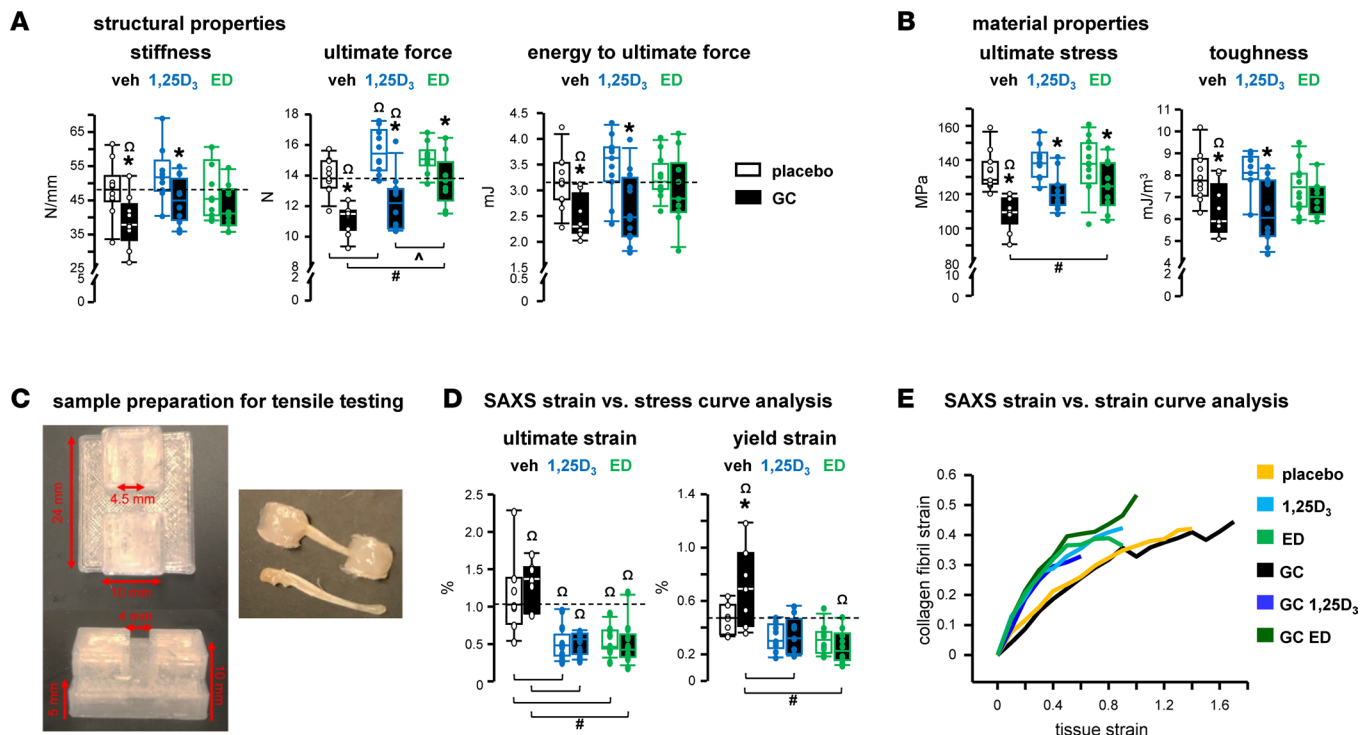 A structural properties
stiffness
veh 1,25D₃ ED
N/mm
65
55
45
35
25
5
0
Ω
*
*
ultimate force
veh 1,25D₃ ED
N
18
16
14
12
10
8
2
0
Ω
*
Ω
Ω
*
*
^
#
energy to ultimate force
veh 1,25D₃ ED
mJ
4.5
4.0
3.5
3.0
2.5
2.0
1.5
0.5
0
Ω
*
*
placebo
GC
B material properties
ultimate stress
veh 1,25D₃ ED
MPa
160
140
120
100
80
10
0
Ω
*
*
*
#
toughness
veh 1,25D₃ ED
mJ/m³
11
10
9
8
7
6
5
4
1
0
Ω
*
*
C sample preparation for tensile testing
24 mm
4.5 mm
10 mm
4 mm
5 mm
10 mm
D SAXS strain vs. stress curve analysis
ultimate strain
veh 1,25D₃ ED
%
2.5
2.0
1.5
1.0
0.5
0
Ω
Ω
Ω
Ω
Ω
#
yield strain
veh 1,25D₃ ED
%
1.4
1.0
0.6
0.2
0
Ω
*
Ω
#
E SAXS strain vs. strain curve analysis
collagen fibril strain
0.6
0.5
0.4
0.3
0.2
0.1
0
0 0.4 0.8 1.2 1.6
tissue strain
placebo
1,25D₃
ED
GC
GC 1,25D₃
GC ED